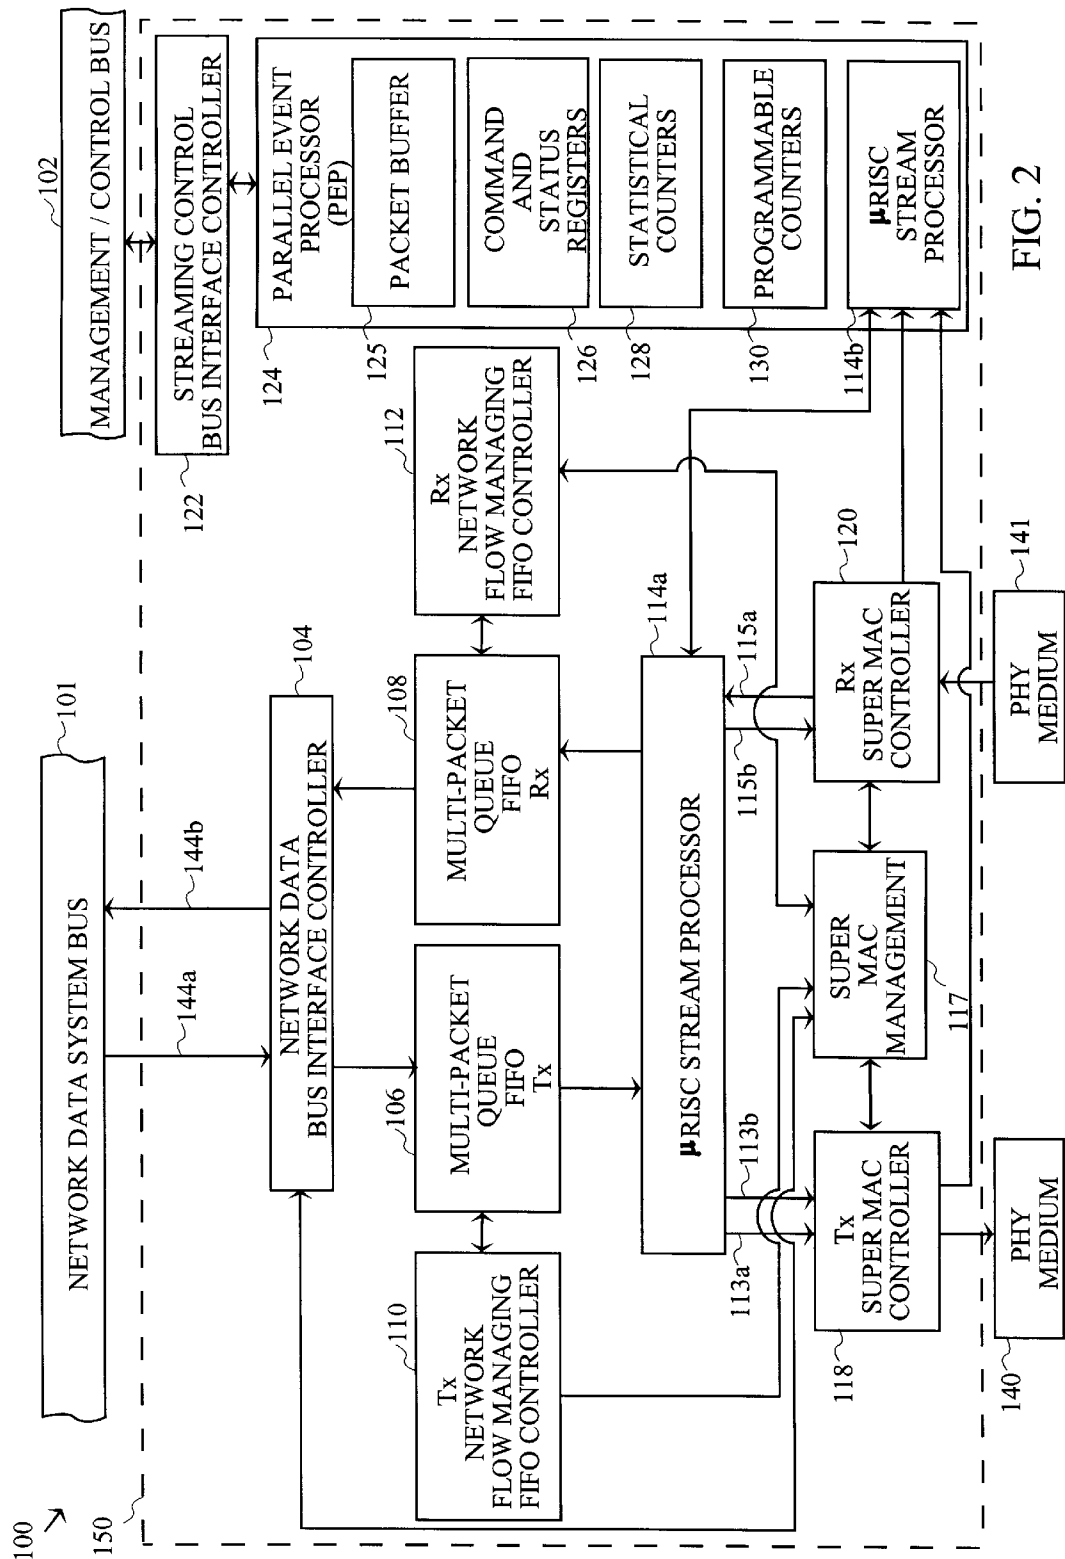 100
150
NETWORK DATA SYSTEM BUS
101
MANAGEMENT / CONTROL BUS
102
144a
144b
STREAMING CONTROL
BUS INTERFACE CONTROLLER
122
NETWORK DATA
BUS INTERFACE CONTROLLER
104
PARALLEL EVENT
PROCESSOR
(PEP)
124
PACKET BUFFER
125
COMMAND
AND
STATUS
REGISTERS
126
STATISTICAL
COUNTERS
128
PROGRAMMABLE
COUNTERS
130
μRISC
STREAM
PROCESSOR
114b
Tx
NETWORK
FLOW MANAGING
FIFO CONTROLLER
110
MULTI-PACKET
QUEUE
FIFO
Tx
106
MULTI-PACKET
QUEUE
FIFO
Rx
108
Rx
NETWORK
FLOW MANAGING
FIFO CONTROLLER
112
μRISC STREAM PROCESSOR
114a
113a
113b
115b
115a
Tx
SUPER MAC
CONTROLLER
118
SUPER
MAC
MANAGEMENT
117
Rx
SUPER MAC
CONTROLLER
120
PHY
MEDIUM
140
PHY
MEDIUM
141
FIG. 2